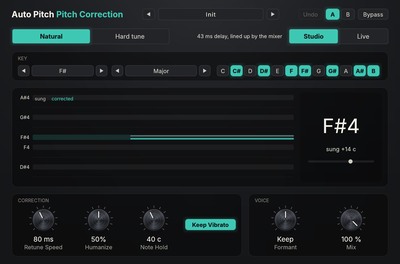 Auto Pitch Pitch Correction
Init
Undo A B Bypass
Natural Hard tune 43 ms delay, lined up by the mixer Studio Live
KEY
F# Major C C# D D# E F F# G G# A A# B
A#4 sung corrected
G#4
F#4
F4
D#4
F#4
sung +14 c
CORRECTION
80 ms 50% 40 c
Retune Speed Humanize Note Hold
Keep Vibrato
VOICE
Keep 100 %
Formant Mix